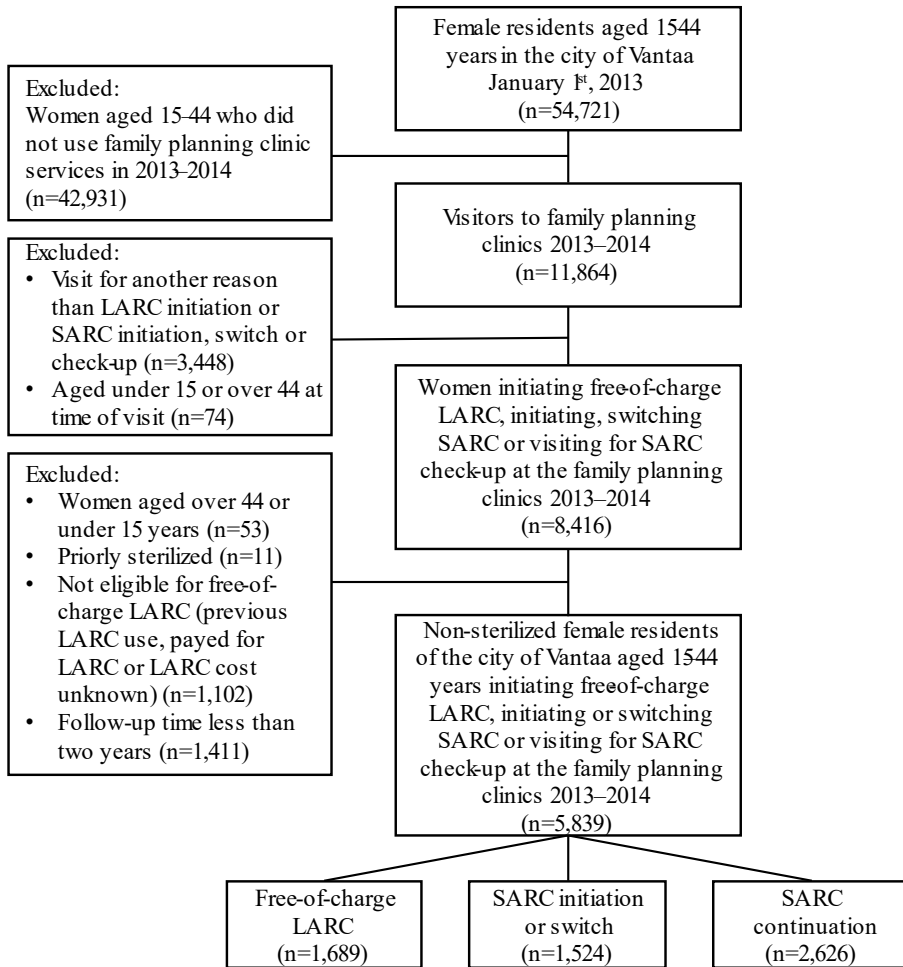 Female residents aged 1544
years in the city of Vantaa
January 1st, 2013
(n=54,721)
Excluded:
Women aged 15-44 who did
not use family planning clinic
services in 2013–2014
(n=42,931)
Visitors to family planning
clinics 2013–2014
(n=11,864)
Excluded:
• Visit for another reason
than LARC initiation or
SARC initiation, switch or
check-up (n=3,448)
• Aged under 15 or over 44 at
time of visit (n=74)
Women initiating free-of-charge
LARC, initiating, switching
SARC or visiting for SARC
check-up at the family planning
clinics 2013–2014
(n=8,416)
Excluded:
• Women aged over 44 or
under 15 years (n=53)
• Priorly sterilized (n=11)
• Not eligible for free-of-
charge LARC (previous
LARC use, payed for
LARC or LARC cost
unknown) (n=1,102)
• Follow-up time less than
two years (n=1,411)
Non-sterilized female residents
of the city of Vantaa aged 1544
years initiating free-of-charge
LARC, initiating or switching
SARC or visiting for SARC
check-up at the family planning
clinics 2013–2014
(n=5,839)
Free-of-charge
LARC
(n=1,689)
SARC initiation
or switch
(n=1,524)
SARC
continuation
(n=2,626)